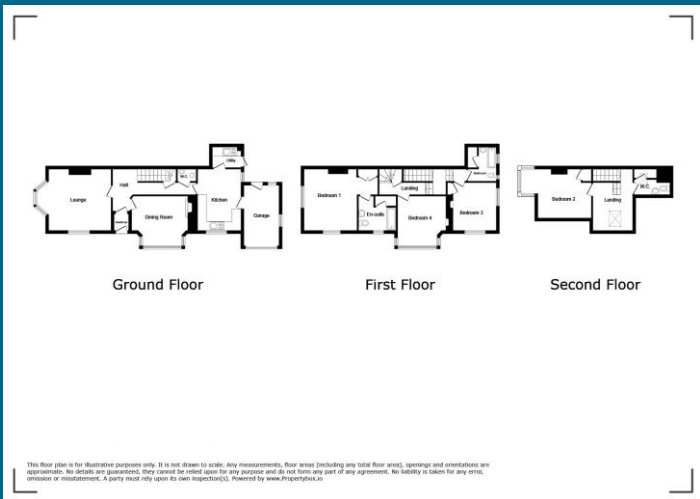 Utility
W.C
Hall
Lounge
Kitchen
Dining Room
Garage
Ground Floor
Landing
Bedroom 1
En-suite
Bedroom 4
Bedroom 3
First Floor
W.C
Bedroom 2
Landing
Second Floor
This floor plan is for illustrative purposes only. It is not drawn to scale. Any measurements, floor areas (including any total floor area), openings and orientations are
approximate. No details are guaranteed, they cannot be relied upon for any purpose and do not form any part of any agreement. No liability is taken for any error,
omission or misstatement. A party must rely upon its own inspection(s). Powered by www.Propertybox.io